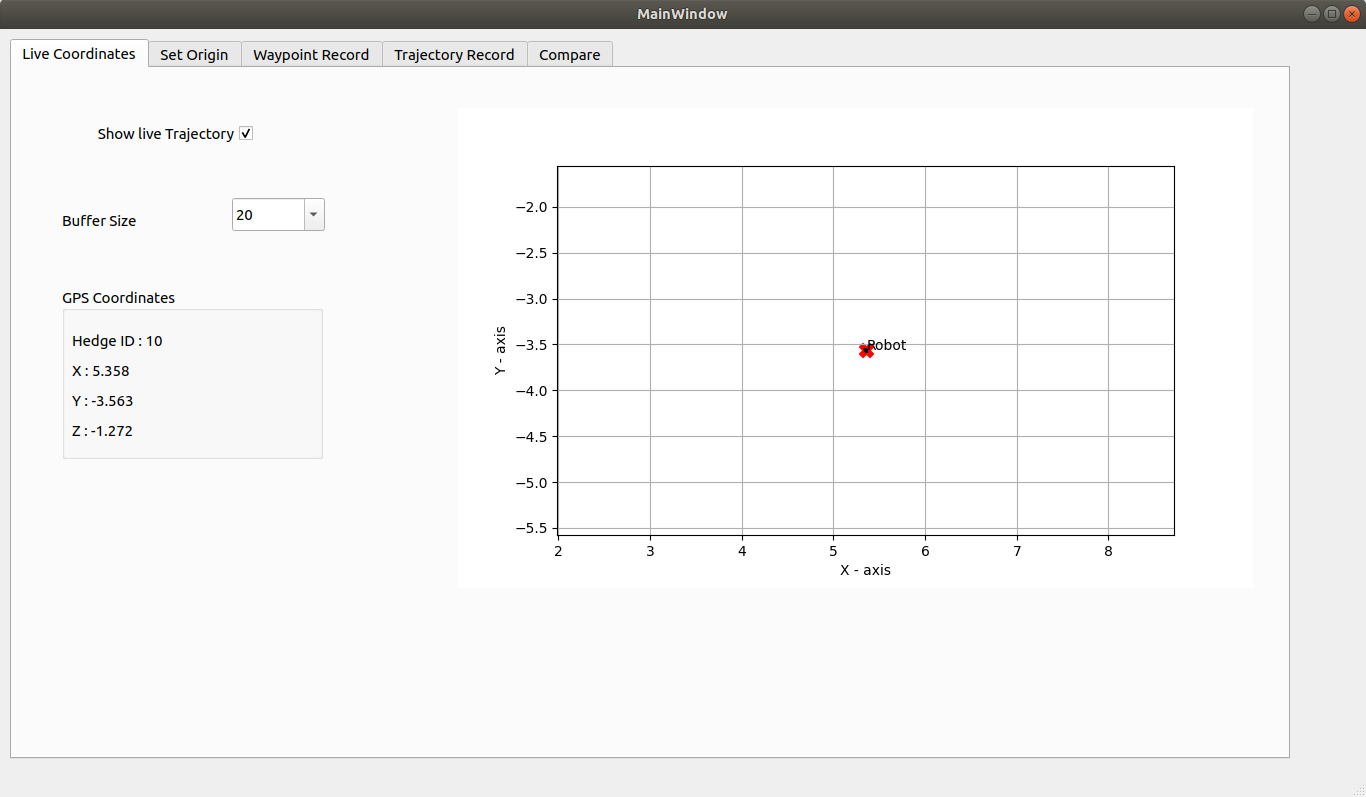 MainWindow
Live Coordinates
Set Origin
Waypoint Record
Trajectory Record
Compare
Show live Trajectory
Buffer Size
20
GPS Coordinates
Hedge ID : 10
X : 5.358
Y : -3.563
Z : -1.272
−2.0
−2.5
−3.0
−3.5
−4.0
−4.5
−5.0
−5.5
Y - axis
Robot
2 3 4 5 6 7 8
X - axis